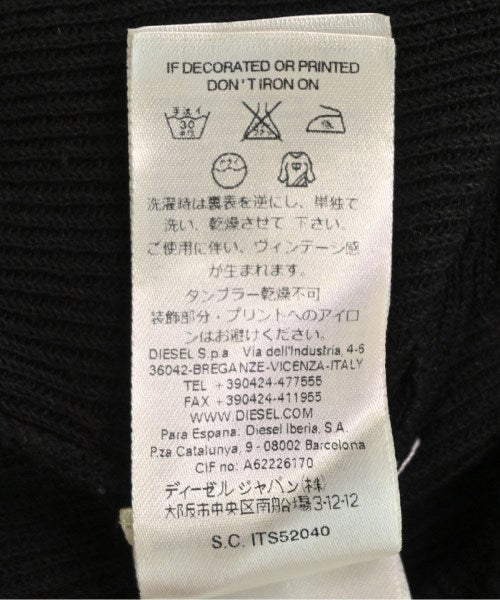 IF DECORATED OR PRINTED
DON'T IRON ON
手洗イ
30
中性
低
ドライ
洗濯時は裏表を逆にし、単独で
洗い、乾燥させて 下さい。
ご使用に伴い、ヴィンテージ感
が生まれます。
タンブラー乾燥不可
装飾部分・プリントへのアイロ
ンはお避けください。
DIESEL S.p.a Via dell'Industria, 4-6
36042-BREGANZE-VICENZA-ITALY
TEL +390424-477555
FAX +390424-411955
WWW.DIESEL.COM
Para Espana: Diesel Iberia, S.A.
P.za Catalunya, 9 - 08002 Barcelona
CIF no: A62226170
ディーゼル ジャパン(株)
大阪市中央区南船場3-12-12
S.C. ITS52040